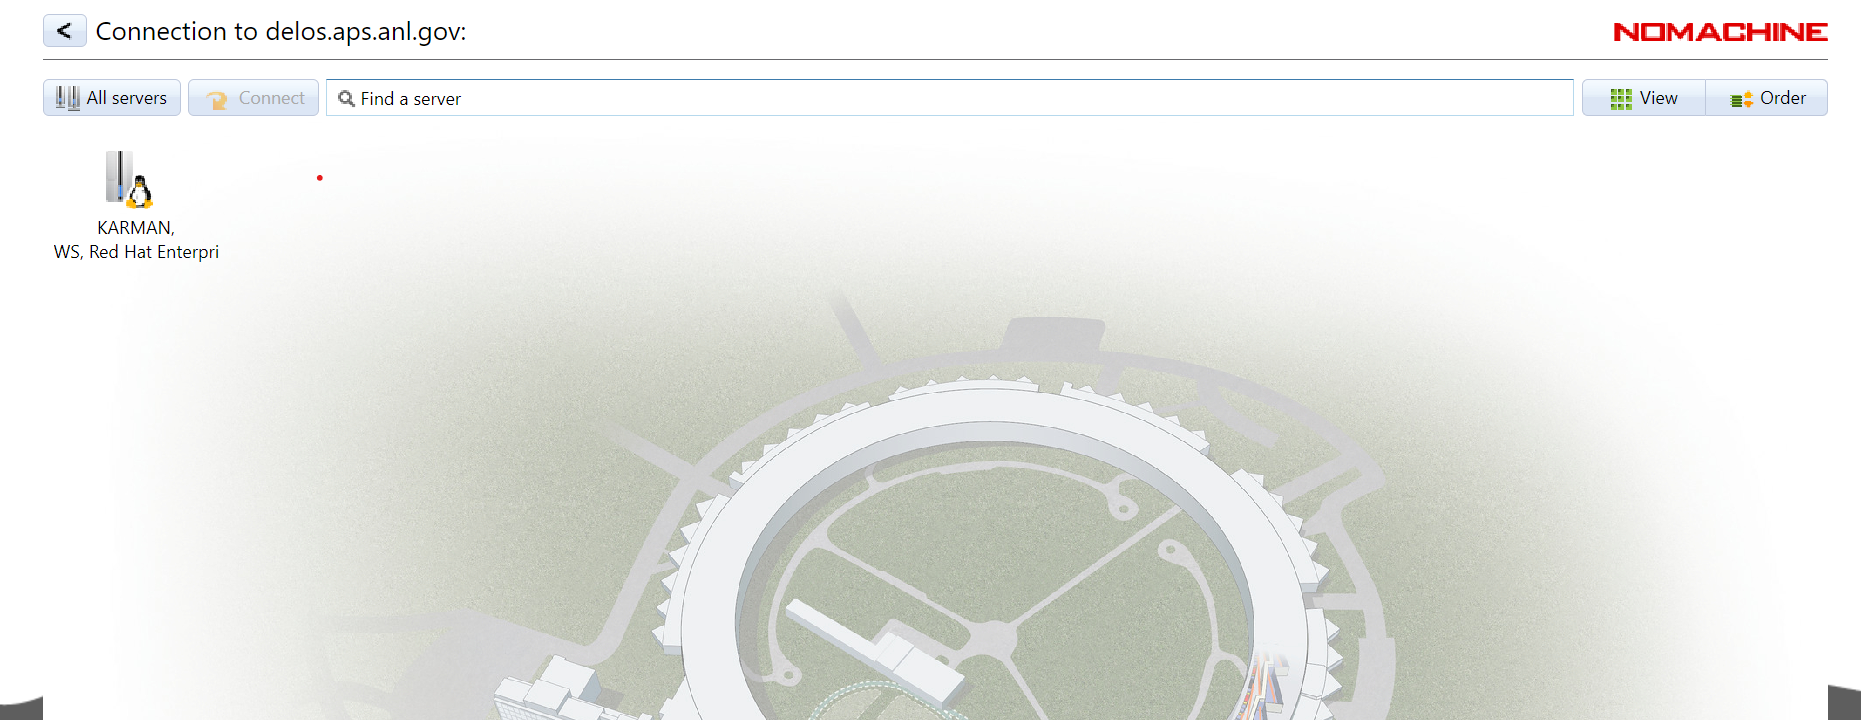 < Connection to delos.aps.anl.gov:
NOMACHINE
All servers
Connect
Find a server
View
Order
KARMAN,
WS, Red Hat Enterpri